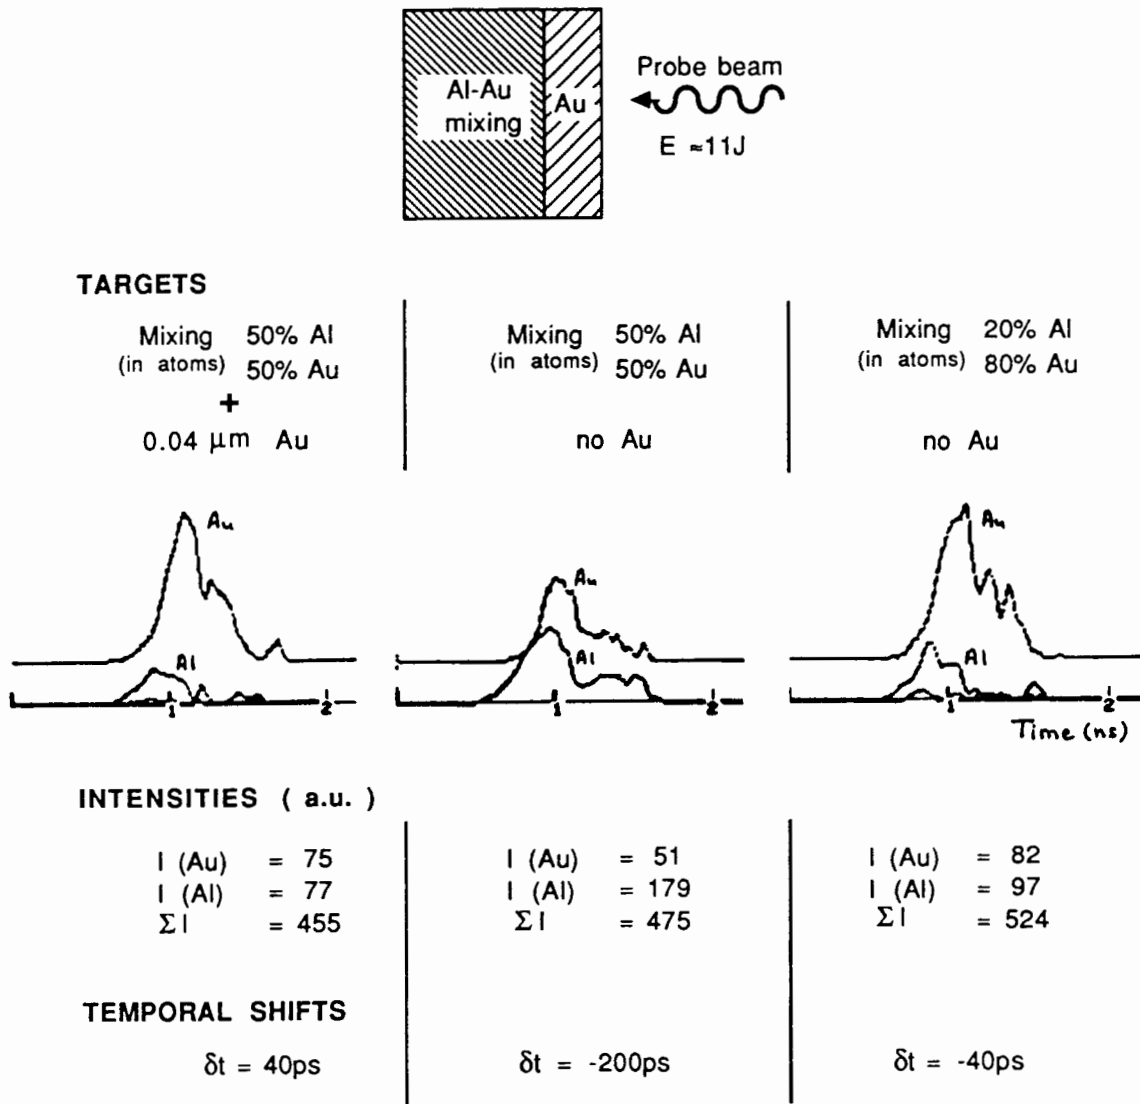 Al-Au
mixing
Au
Probe beam
E ≈11J
TARGETS
Mixing 50% Al
(in atoms) 50% Au
+
0.04 μm Au
Mixing 50% Al
(in atoms) 50% Au
no Au
Mixing 20% Al
(in atoms) 80% Au
no Au
Au
Al
1
2
Au
Al
1
2
Au
Al
1
2
Time (ns)
INTENSITIES ( a.u. )
I (Au) = 75
I (Al) = 77
ΣI = 455
I (Au) = 51
I (Al) = 179
ΣI = 475
I (Au) = 82
I (Al) = 97
ΣI = 524
TEMPORAL SHIFTS
δt = 40ps
δt = -200ps
δt = -40ps